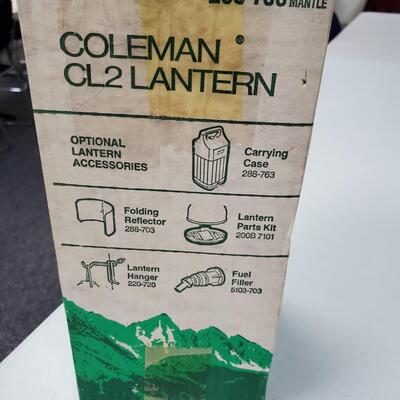 MANTLE
COLEMAN ®
CL2 LANTERN
OPTIONAL
LANTERN
ACCESSORIES
Carrying
Case
288-763
Folding
Reflector
288-703
Lantern
Parts Kit
200B 7101
Lantern
Hanger
220-720
Fuel
Filler
5103-703